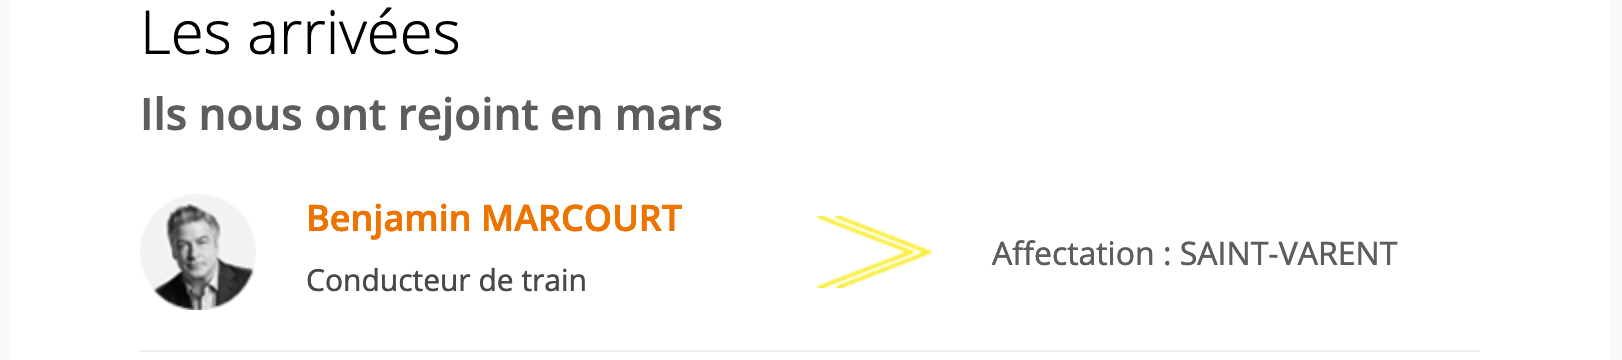 Les arrivées
Ils nous ont rejoint en mars
Benjamin MARCOURT
Conducteur de train
Affectation : SAINT-VARENT